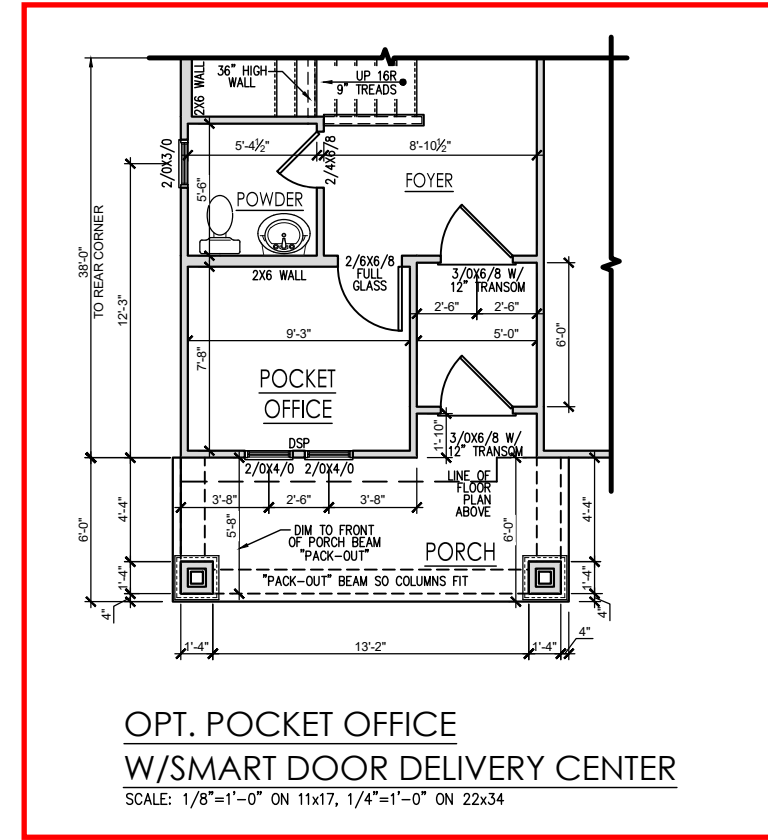 36" HIGH
WALL
UP 16R
9" TREADS
2X6 WALL
5'-4½"
8'-10½"
2/4X6/8
2/0X3/0
5'-6"
POWDER
FOYER
38'-0"
TO REAR CORNER
12'-3"
2X6 WALL
2/6X6/8
FULL
GLASS
3/0X6/8 W/
12" TRANSOM
2'-6"
2'-6"
5'-0"
6'-0"
9'-3"
7'-8"
POCKET
OFFICE
DSP
2/0X4/0
2/0X4/0
1'-10"
3/0X6/8 W/
12" TRANSOM
LINE OF
FLOOR
PLAN
ABOVE
3'-8"
2'-6"
3'-8"
6'-0"
4'-4"
5'-8"
6'-0"
4'-4"
DIM TO FRONT
OF PORCH BEAM
"PACK-OUT"
PORCH
"PACK-OUT" BEAM SO COLUMNS FIT
1'-4"
1'-4"
4"
4"
1'-4"
13'-2"
1'-4"
4"
OPT. POCKET OFFICE
W/SMART DOOR DELIVERY CENTER
SCALE: 1/8"=1'-0" ON 11x17, 1/4"=1'-0" ON 22x34